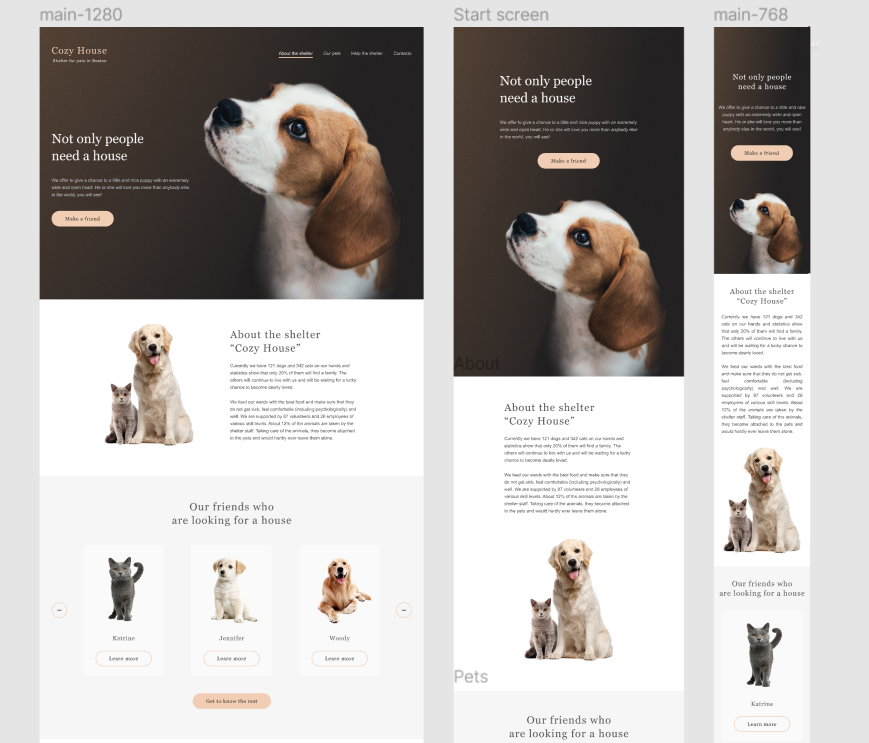 main-1280
Cozy House
Shelter for pets in Boston
About the shelter
Our pets
Help the shelter
Contacts
Not only people
need a house
We offer to give a chance to a little and nice puppy with an extremely
wide and open heart. He or she will love you more than anybody else
in the world, you will see!
Make a friend
About the shelter
“Cozy House”
Currently we have 121 dogs and 342 cats on our hands and
statistics show that only 20% of them will find a family. The
others will continue to live with us and will be waiting for a lucky
chance to become dearly loved.
We feed our wards with the best food and make sure that they
do not get sick, feel comfortable (including psychologically) and
well. We are supported by 87 volunteers and 28 employees of
various skill levels. About 12% of the animals are taken by the
shelter staff. Taking care of the animals, they become attached
to the pets and would hardly ever leave them alone.
Our friends who
are looking for a house
Katrine
Learn more
Jennifer
Learn more
Woody
Learn more
Get to know the rest
Start screen
Not only people
need a house
We offer to give a chance to a little and nice puppy with an extremely
wide and open heart. He or she will love you more than anybody else
in the world, you will see!
Make a friend
About
About the shelter
“Cozy House”
Currently we have 121 dogs and 342 cats on our hands and
statistics show that only 20% of them will find a family. The
others will continue to live with us and will be waiting for a lucky
chance to become dearly loved.
We feed our wards with the best food and make sure that they
do not get sick, feel comfortable (including psychologically) and
well. We are supported by 87 volunteers and 28 employees of
various skill levels. About 12% of the animals are taken by the
shelter staff. Taking care of the animals, they become attached
to the pets and would hardly ever leave them alone.
Pets
Our friends who
are looking for a house
main-768
Not only people
need a house
We offer to give a chance to a little and nice
puppy with an extremely wide and open
heart. He or she will love you more than
anybody else in the world, you will see!
Make a friend
About the shelter
“Cozy House”
Currently we have 121 dogs and 342
cats on our hands and statistics show
that only 20% of them will find a family.
The others will continue to live with us
and will be waiting for a lucky chance to
become dearly loved.
We feed our wards with the best food
and make sure that they do not get sick,
feel comfortable (including
psychologically) and well. We are
supported by 87 volunteers and 28
employees of various skill levels. About
12% of the animals are taken by the
shelter staff. Taking care of the animals,
they become attached to the pets and
would hardly ever leave them alone.
Our friends who
are looking for a house
Katrine
Learn more